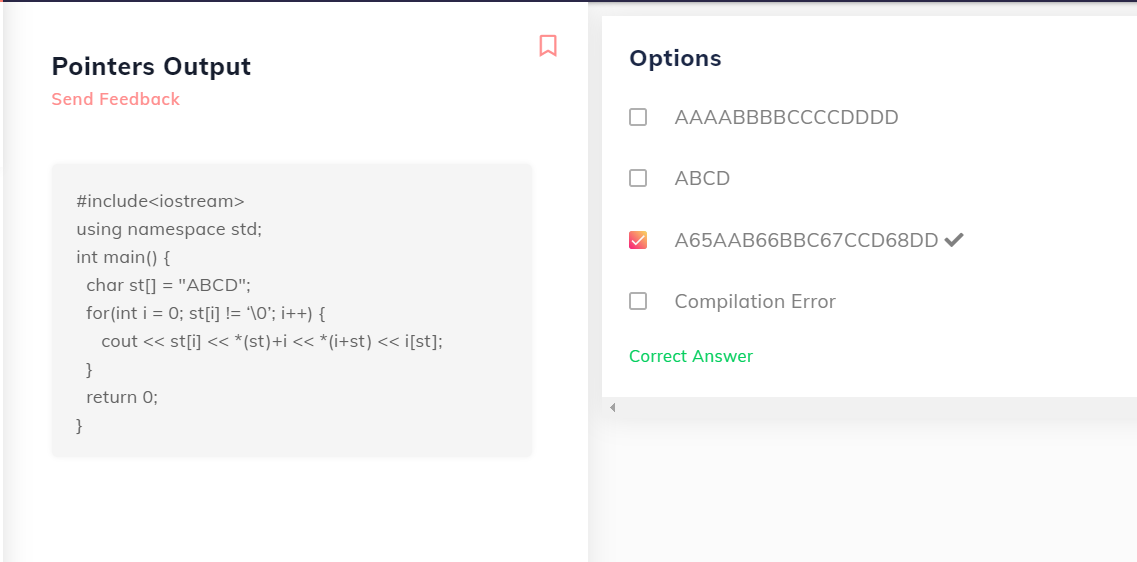 Pointers Output
Send Feedback
#include<iostream>
using namespace std;
int main() {
char st[] = "ABCD";
for(int i = 0; st[i] != ‘\0’; i++) {
cout << st[i] << *(st)+i << *(i+st) << i[st];
}
return 0;
}
Options
AAAABBBBCCCCDDDD
ABCD
A65AAB66BBC67CCD68DD
Compilation Error
Correct Answer